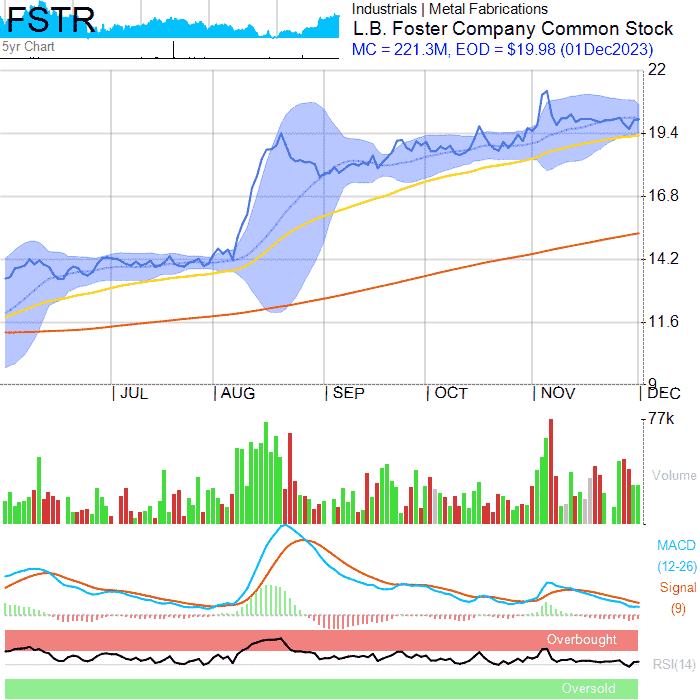 FSTR
5yr Chart
Industrials | Metal Fabrications
L.B. Foster Company Common Stock
MC = 221.3M, EOD = $19.98 (01Dec2023)
22
19.4
16.8
14.2
11.6
9
JUL AUG SEP OCT NOV DEC
77k
Volume
MACD
(12-26)
Signal
(9)
Overbought
RSI(14)
Oversold